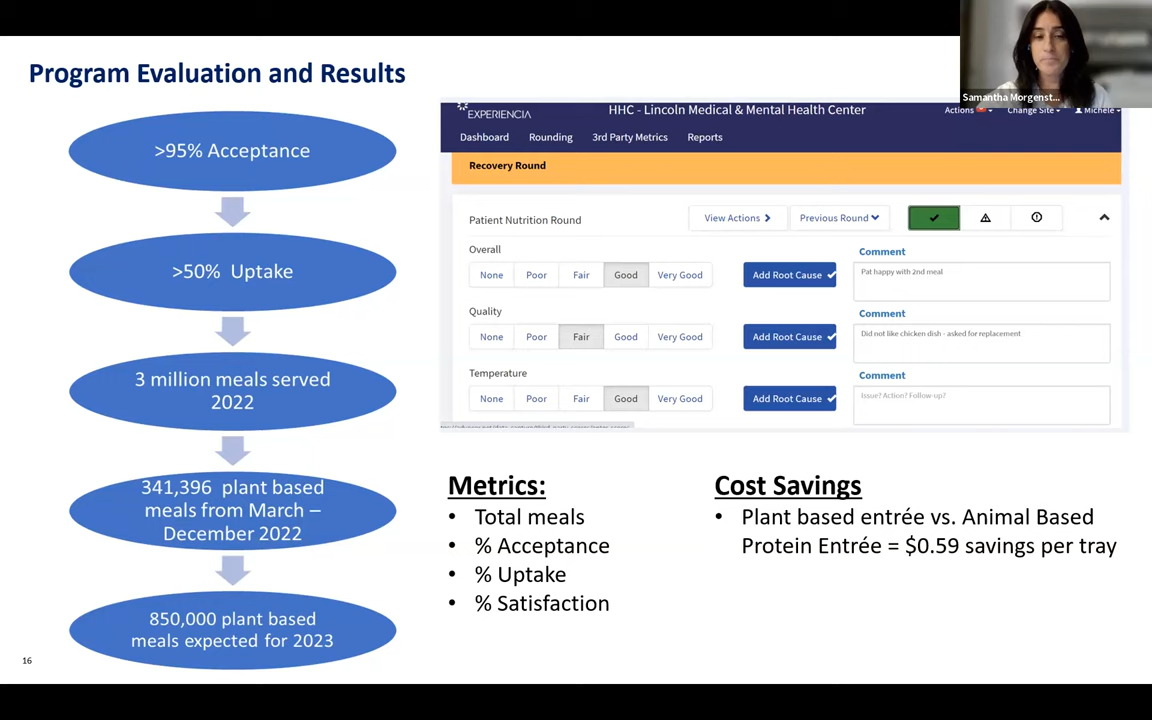 Program Evaluation and Results
Samantha Morgenst...
>95% Acceptance
>50% Uptake
3 million meals served
2022
341,396 plant based
meals from March –
December 2022
850,000 plant based
meals expected for 2023
EXPERIENCIA
HHC - Lincoln Medical & Mental Health Center
Actions
Change Site
Michele
Dashboard Rounding 3rd Party Metrics Reports
Recovery Round
Patient Nutrition Round
View Actions
Previous Round
Overall
None Poor Fair Good Very Good
Add Root Cause
Comment
Pat happy with 2nd meal
Quality
None Poor Fair Good Very Good
Add Root Cause
Comment
Did not like chicken dish - asked for replacement
Temperature
None Poor Fair Good Very Good
Add Root Cause
Comment
Issue? Action? Follow-up?
Metrics:
• Total meals
• % Acceptance
• % Uptake
• % Satisfaction
Cost Savings
• Plant based entrée vs. Animal Based
Protein Entrée = $0.59 savings per tray
16